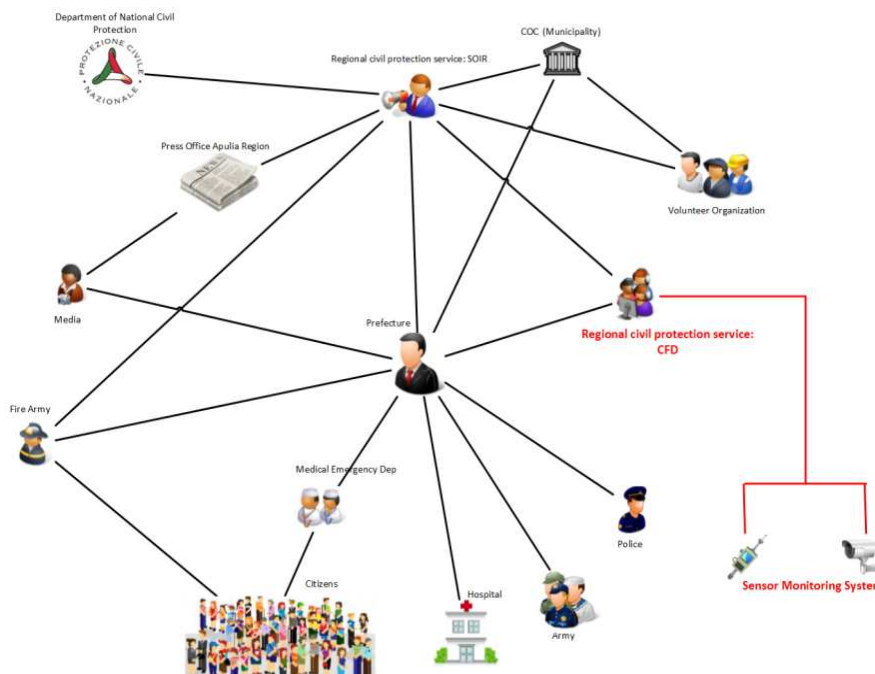 Department of National Civil
Protection
PROTEZIONE CIVILE
NAZIONALE
Regional civil protection service: SOIR
COC (Municipality)
Press Office Apulia Region
NEWS
Volunteer Organization
Media
Prefecture
Regional civil protection service:
CFD
Fire Army
Medical Emergency Dep
Police
Citizens
Hospital
Army
Sensor Monitoring System